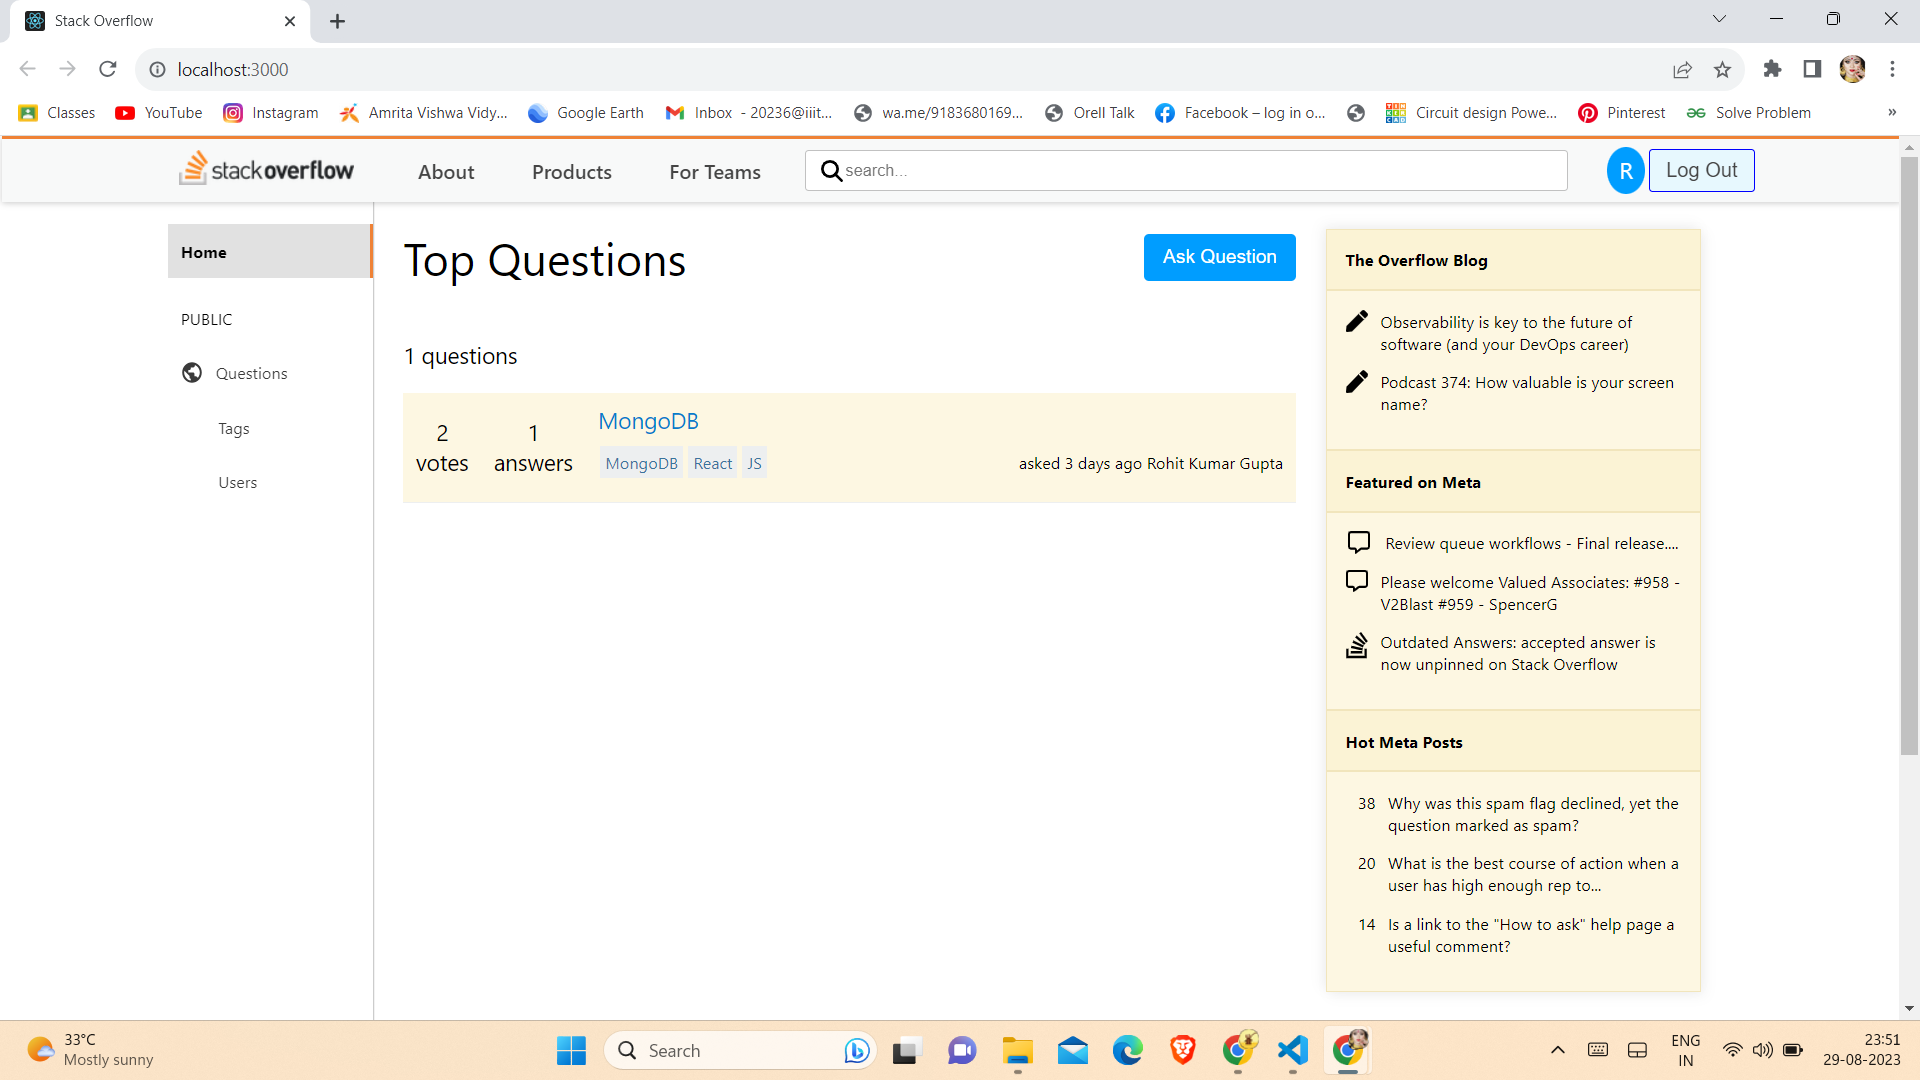 Stack Overflow
localhost:3000
Classes YouTube Instagram Amrita Vishwa Vidy... Google Earth Inbox - 20236@iiit... wa.me/9183680169... Orell Talk Facebook – log in o... Circuit design Powe... Pinterest Solve Problem »
stackoverflow About Products For Teams search... R Log Out
Home
PUBLIC
Questions
Tags
Users
Top Questions
Ask Question
1 questions
2
votes
1
answers
MongoDB
MongoDB React JS
asked 3 days ago Rohit Kumar Gupta
The Overflow Blog
Observability is key to the future of
software (and your DevOps career)
Podcast 374: How valuable is your screen
name?
Featured on Meta
Review queue workflows - Final release....
Please welcome Valued Associates: #958 -
V2Blast #959 - SpencerG
Outdated Answers: accepted answer is
now unpinned on Stack Overflow
Hot Meta Posts
38 Why was this spam flag declined, yet the
question marked as spam?
20 What is the best course of action when a
user has high enough rep to...
14 Is a link to the "How to ask" help page a
useful comment?
33°C
Mostly sunny
Search
ENG
IN
23:51
29-08-2023